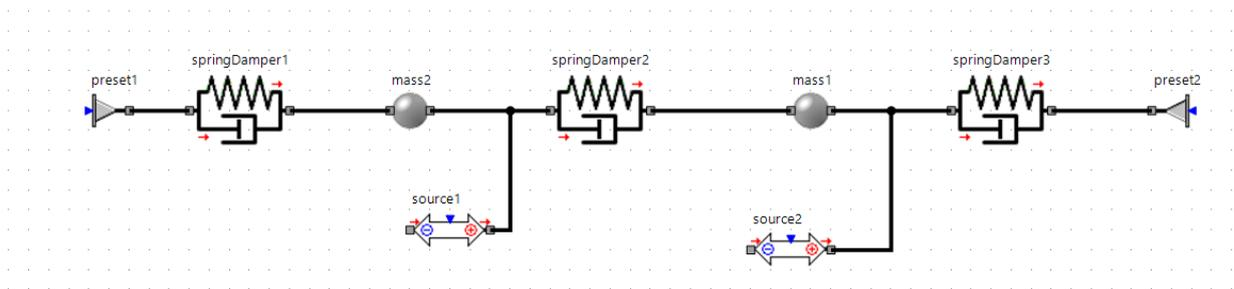 springDamper1
springDamper2
springDamper3
preset1
mass2
mass1
preset2
source1
source2